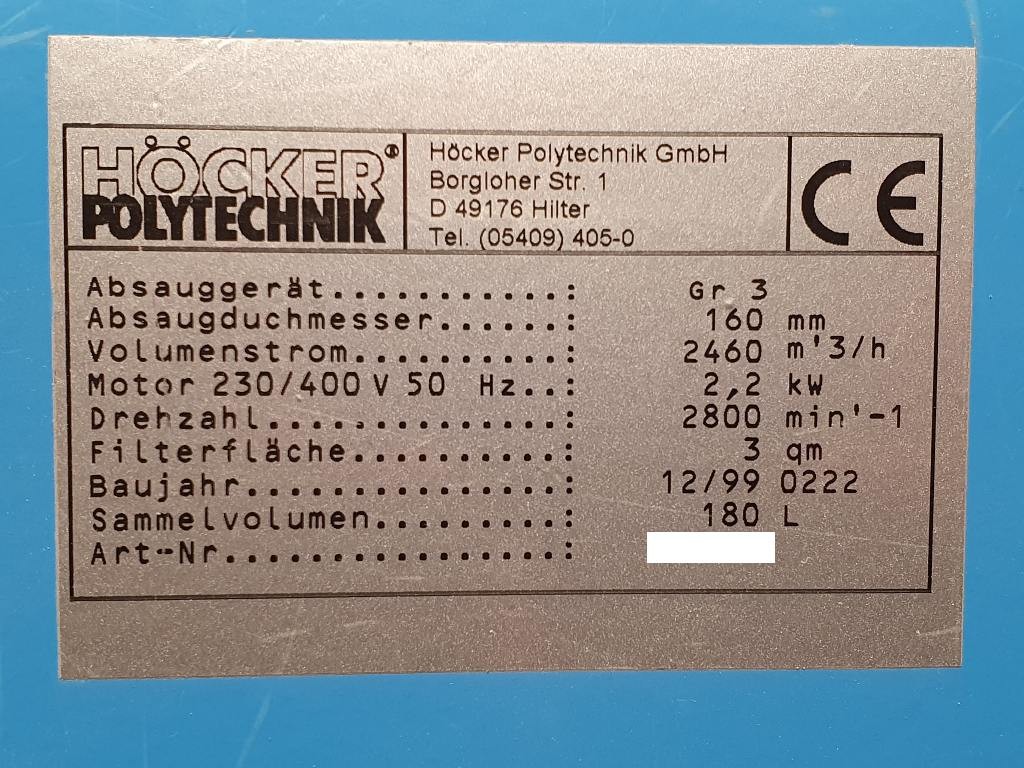 HÖCKER®
POLYTECHNIK
Höcker Polytechnik GmbH
Borgloher Str. 1
D 49176 Hilter
Tel. (05409) 405-0
CE
Absauggerät...........: Gr 3
Absaugduchmesser......: 160 mm
Volumenstrom..........: 2460 m'3/h
Motor 230/400 V 50 Hz..: 2,2 kW
Drehzahl..............: 2800 min'-1
Filterfläche..........: 3 qm
Baujahr...............: 12/99 0222
Sammelvolumen.........: 180 L
Art-Nr................: